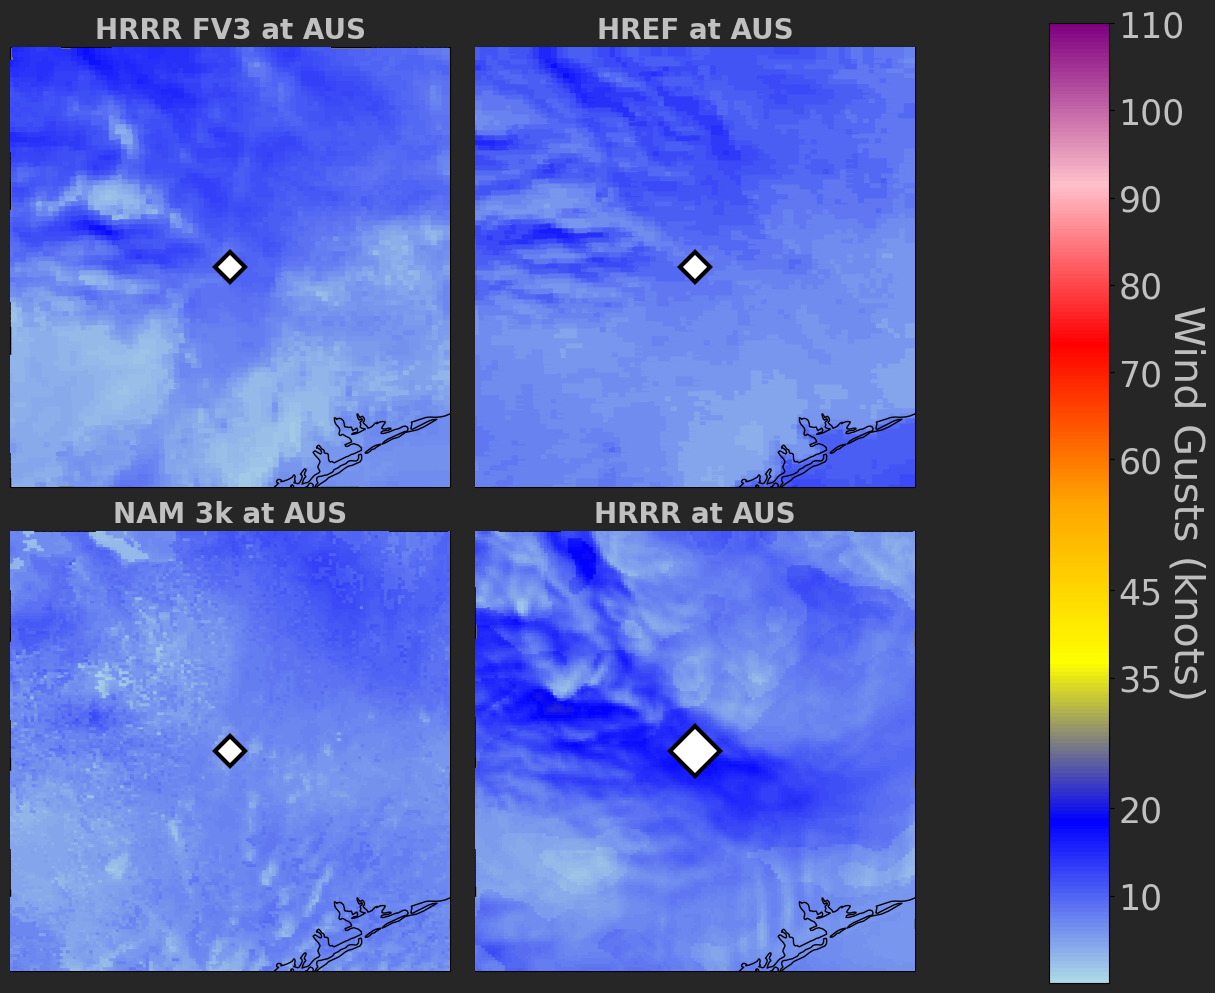 HRRR FV3 at AUS
HREF at AUS
NAM 3k at AUS
HRRR at AUS
110
100
90
80
70
60
45
35
20
10
Wind Gusts (knots)